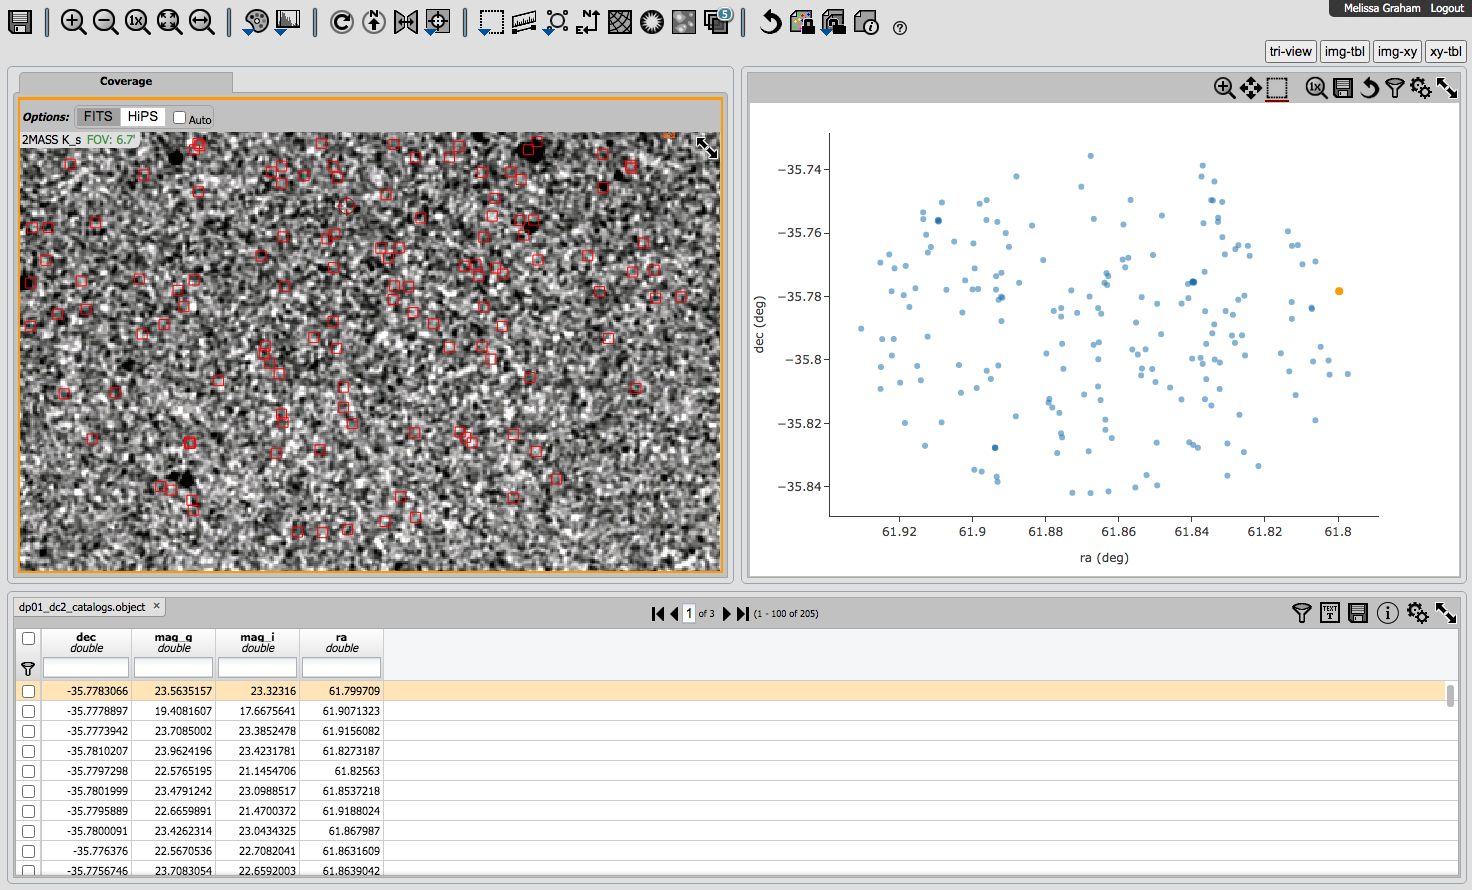 Melissa Graham Logout
1x
N
N
E
5
tri-view img-tbl img-xy xy-tbl
Coverage
Options: FITS HiPS Auto
2MASS K_s FOV: 6.7'
1x
−35.74
−35.76
−35.78
−35.8
−35.82
−35.84
dec (deg)
61.92 61.9 61.88 61.86 61.84 61.82 61.8
ra (deg)
dp01_dc2_catalogs.object ×
1 of 3 (1 - 100 of 205)
TEXT
T
dec mag_g mag_i ra
double double double double
-35.7783066 23.5635157 23.32316 61.799709
-35.7778897 19.4081607 17.6675641 61.9071323
-35.7773942 23.7085002 23.3852478 61.9156082
-35.7810207 23.9624196 23.4231781 61.8273187
-35.7797298 22.5765195 21.1454706 61.82563
-35.7801999 23.4791242 23.0988517 61.8537218
-35.7795889 22.6659891 21.4700372 61.9188024
-35.7800091 23.4262314 23.0434325 61.867987
-35.776376 22.5670536 22.7082041 61.8631609
-35.7756746 23.7083054 22.6592003 61.8639042